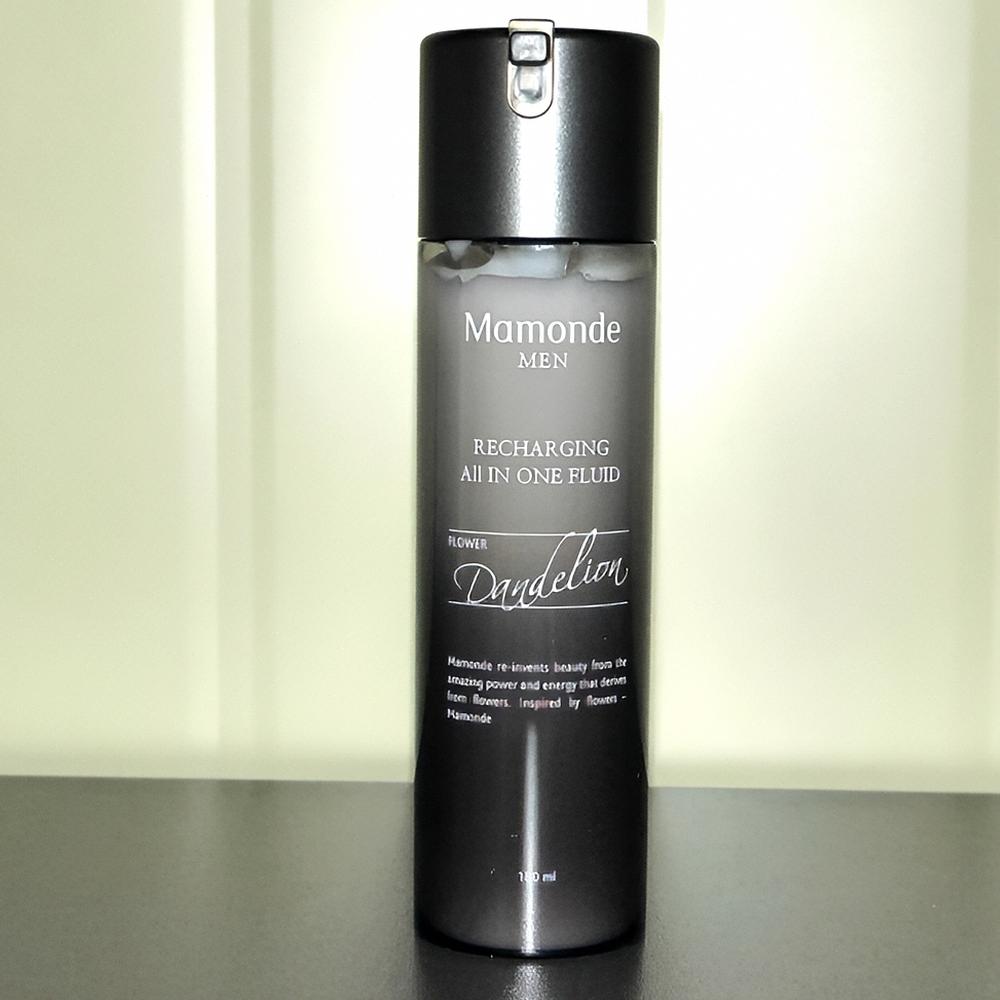 Mamonde
MEN
RECHARGING
All IN ONE FLUID
FLOWER
Dandelion
Mamonde re-invents beauty from the
amazing power and energy that derives
from flowers. Inspired by flowers -
Mamonde
ml